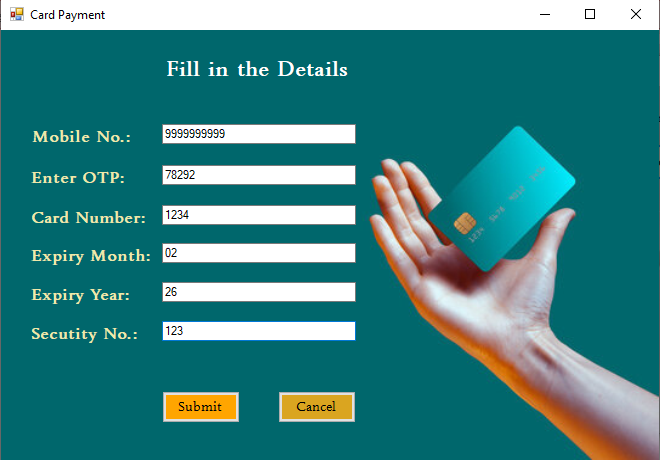 Card Payment
Fill in the Details
Mobile No.: 9999999999
Enter OTP: 78292
Card Number: 1234
Expiry Month: 02
Expiry Year: 26
Secutity No.: 123
Submit Cancel